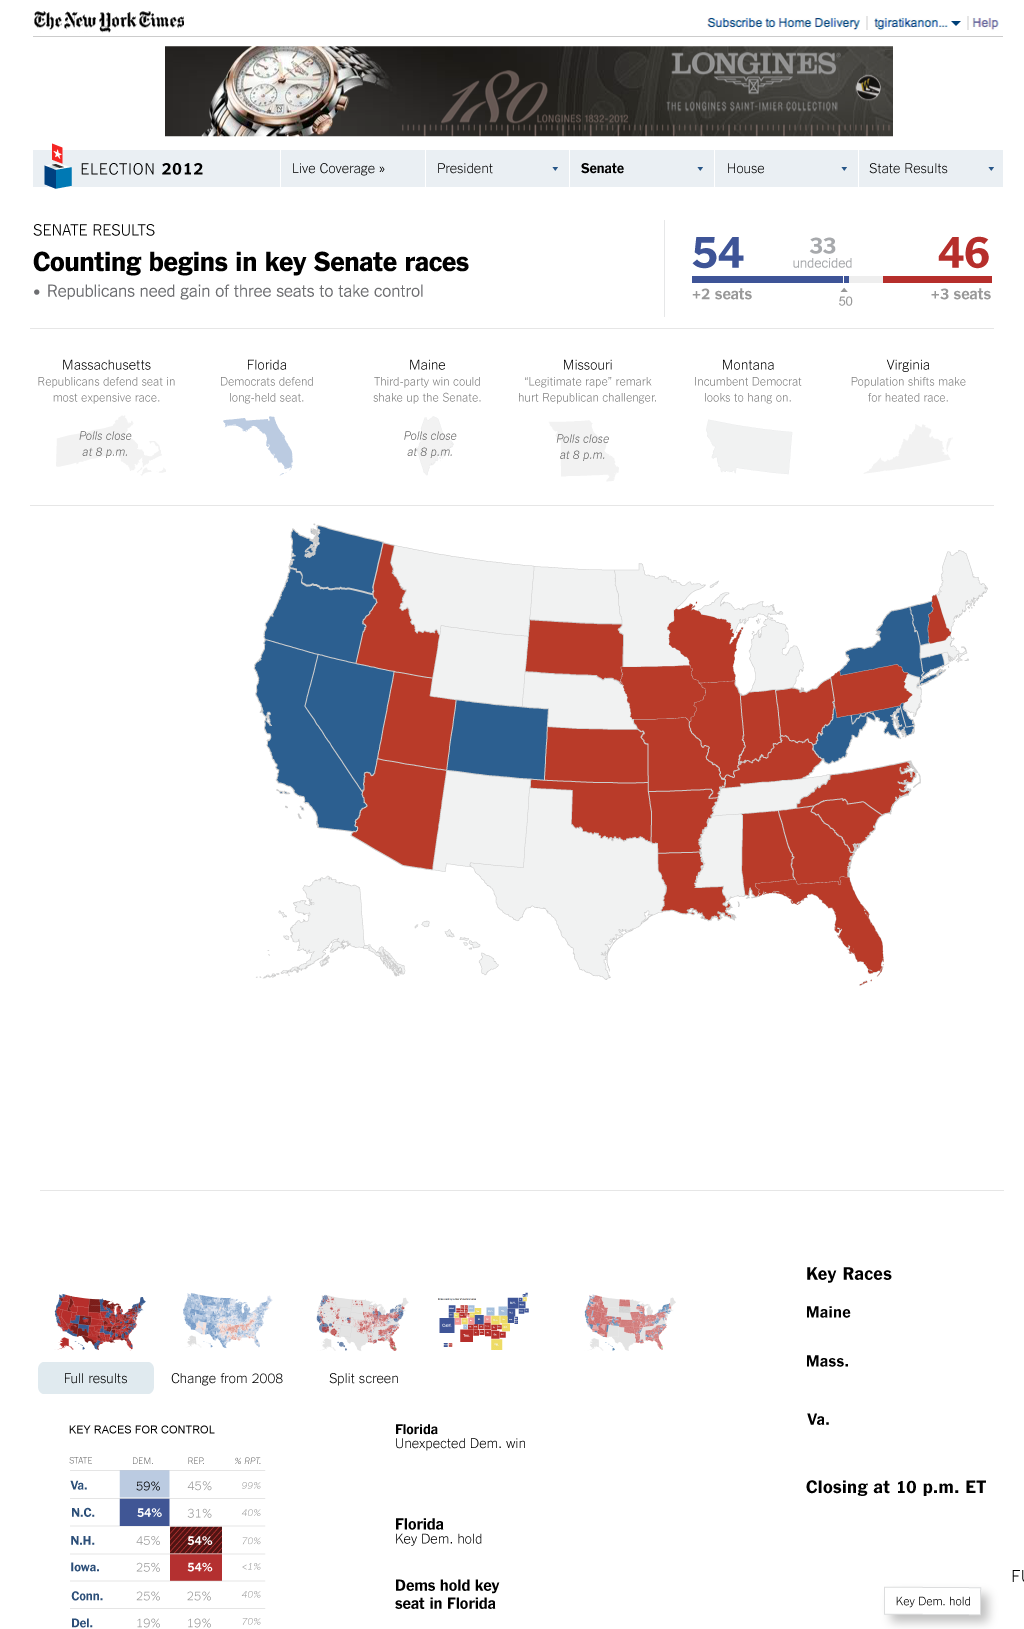 The New York Times
Subscribe to Home Delivery
tgiratikanon...
Help
LONGINES
180
LONGINES 1832-2012
THE LONGINES SAINT-IMIER COLLECTION
ELECTION 2012
Live Coverage »
President
Senate
House
State Results
SENATE RESULTS
Counting begins in key Senate races
• Republicans need gain of three seats to take control
54
33
undecided
46
+2 seats
50
+3 seats
Massachusetts
Republicans defend seat in
most expensive race.
Polls close
at 8 p.m.
Florida
Democrats defend
long-held seat.
Maine
Third-party win could
shake up the Senate.
Polls close
at 8 p.m.
Missouri
“Legitimate rape” remark
hurt Republican challenger.
Polls close
at 8 p.m.
Montana
Incumbent Democrat
looks to hang on.
Virginia
Population shifts make
for heated race.
Full results
Change from 2008
Split screen
Key Races
Maine
Mass.
Va.
Closing at 10 p.m. ET
KEY RACES FOR CONTROL
STATE DEM. REP. % RPT.
Va. 59% 45% 99%
N.C. 54% 31% 40%
N.H. 45% 54% 70%
Iowa. 25% 54% <1%
Conn. 25% 25% 40%
Del. 19% 19% 70%
Florida
Unexpected Dem. win
Florida
Key Dem. hold
Dems hold key
seat in Florida
Key Dem. hold